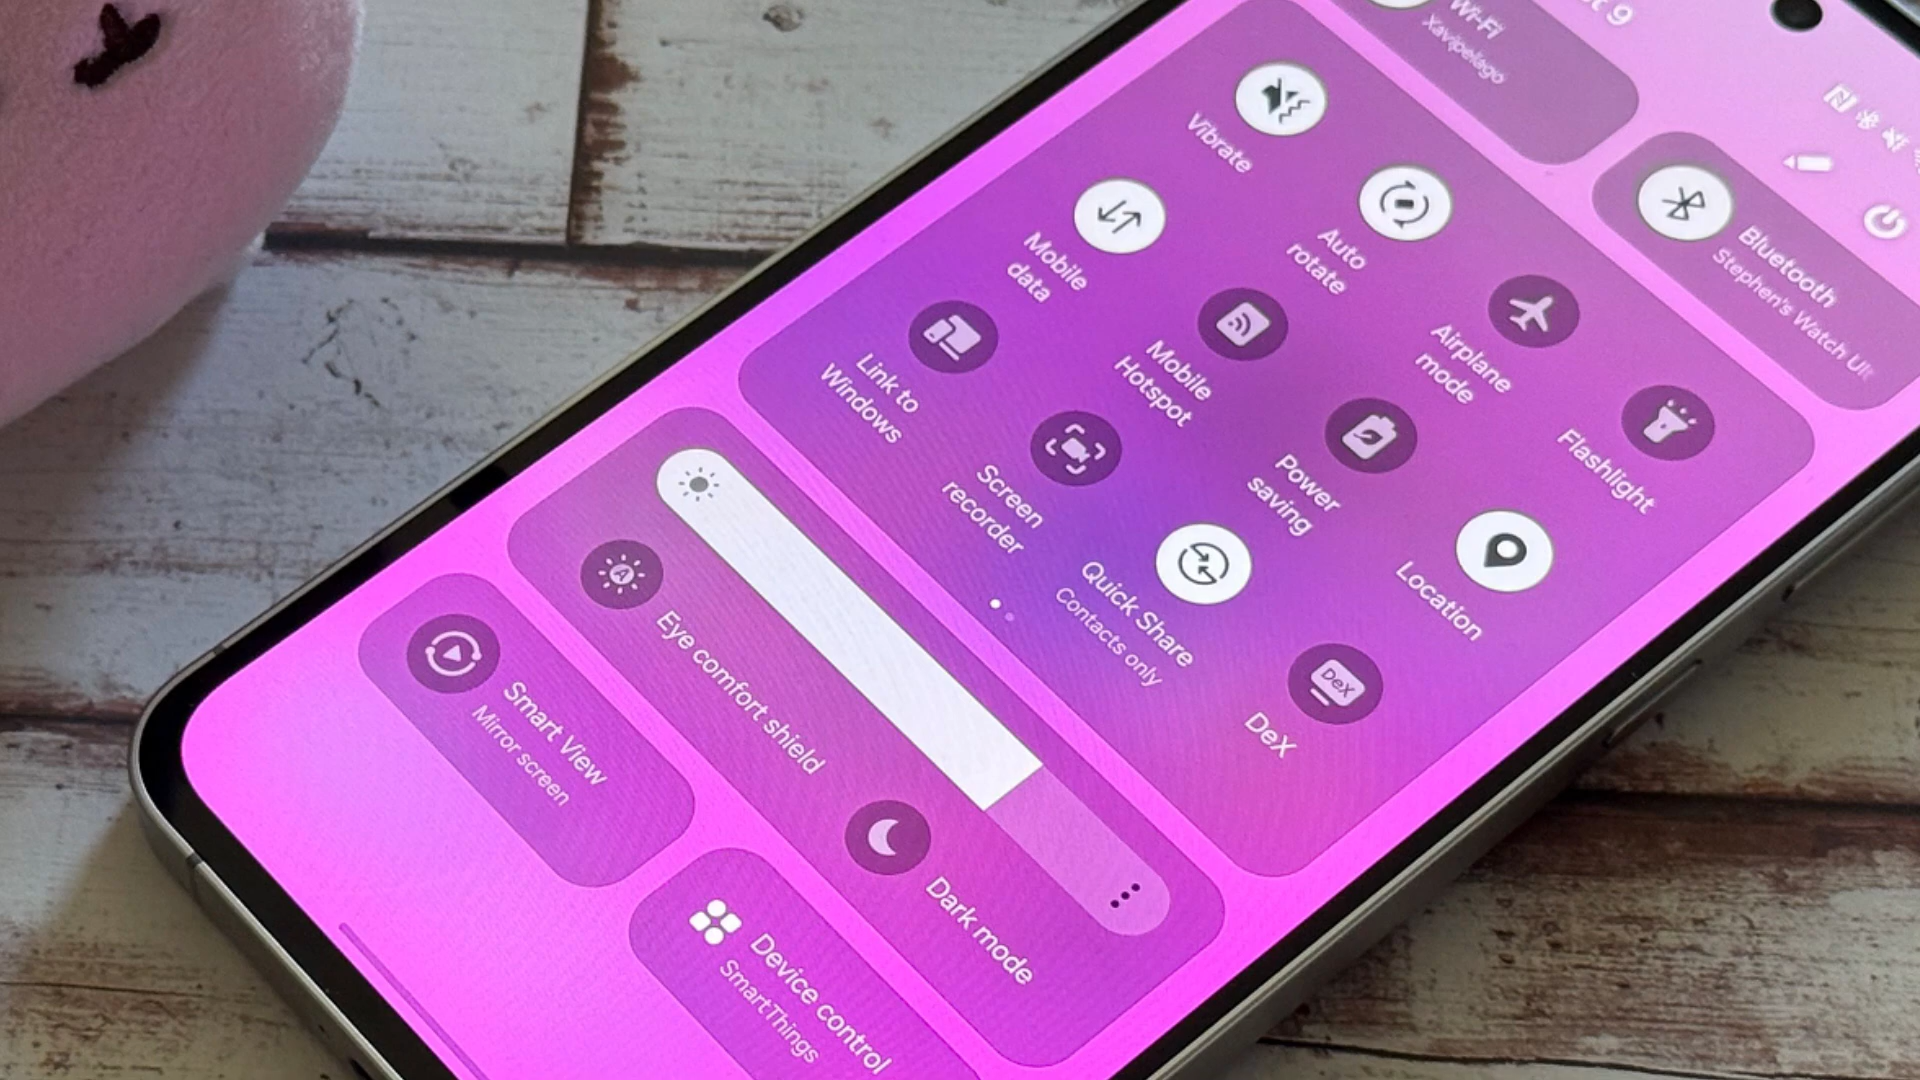 Wi-Fi
Xavipelago
Bluetooth
Stephen's Watch Ul
Vibrate
Auto
rotate
Airplane
mode
Flashlight
Mobile
data
Mobile
Hotspot
Power
saving
Location
Link to
Windows
Screen
recorder
Quick Share
Contacts only
DeX
DeX
A
Eye comfort shield
Dark mode
Smart View
Mirror screen
Device control
SmartThings